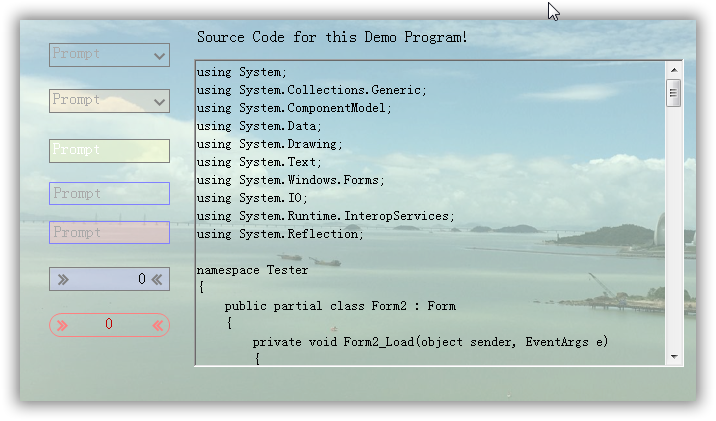 Source Code for this Demo Program!
Prompt
Prompt
Prompt
Prompt
Prompt
0
0
using System;
using System.Collections.Generic;
using System.ComponentModel;
using System.Data;
using System.Drawing;
using System.Text;
using System.Windows.Forms;
using System.IO;
using System.Runtime.InteropServices;
using System.Reflection;

namespace Tester
{
    public partial class Form2 : Form
    {
        private void Form2_Load(object sender, EventArgs e)
        {